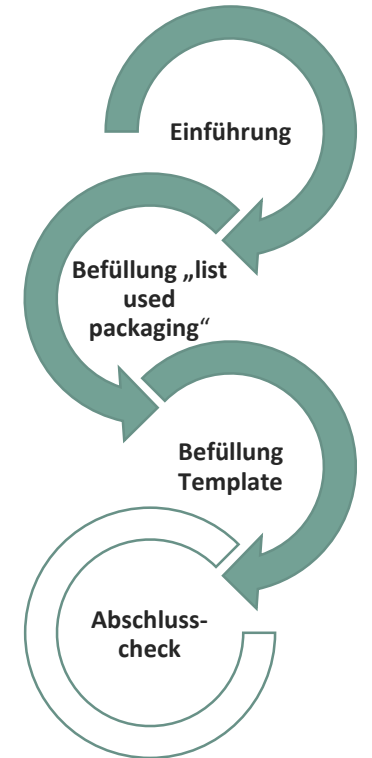 Einführung
Befüllung „list
used
packaging“
Befüllung
Template
Abschluss-
check